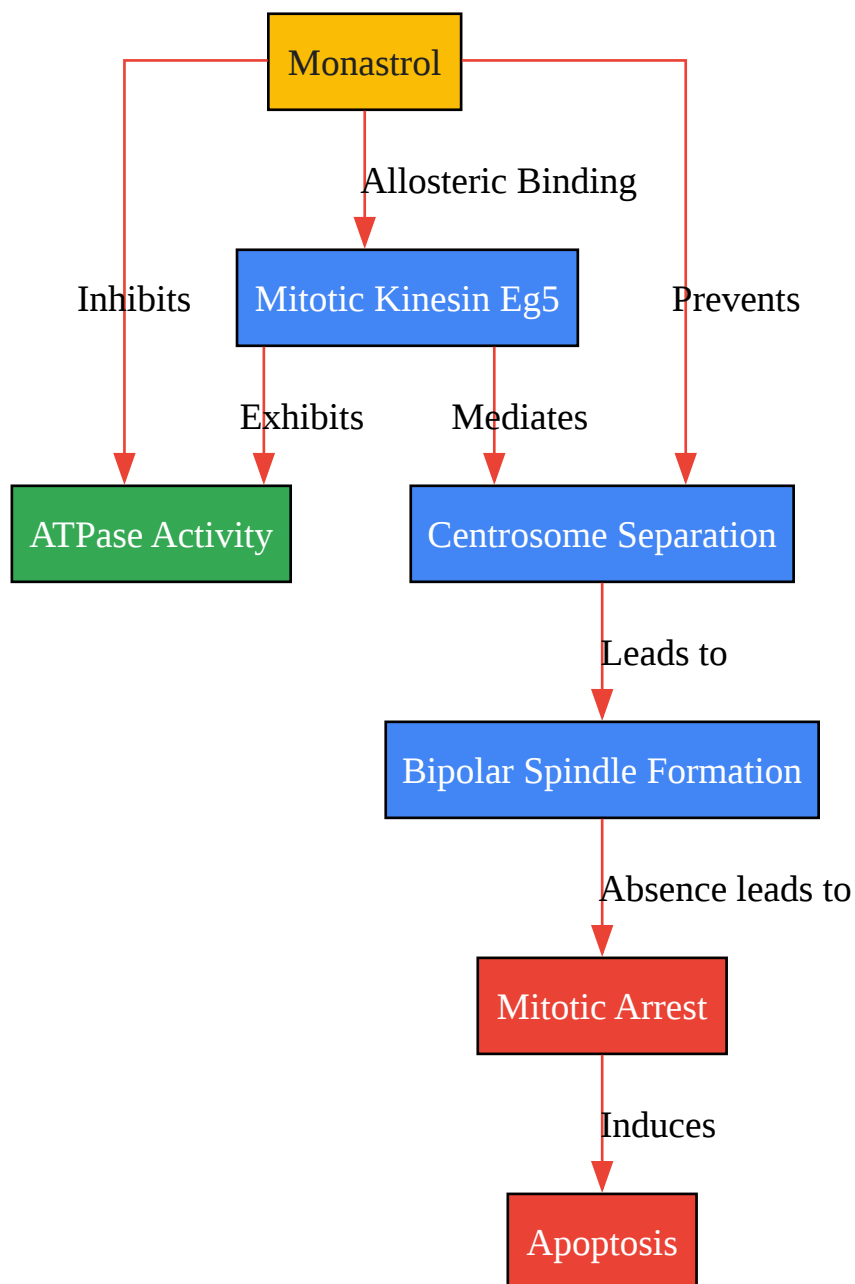 Monastrol
Allosteric Binding
Inhibits
Mitotic Kinesin Eg5
Prevents
Exhibits
Mediates
ATPase Activity
Centrosome Separation
Leads to
Bipolar Spindle Formation
Absence leads to
Mitotic Arrest
Induces
Apoptosis